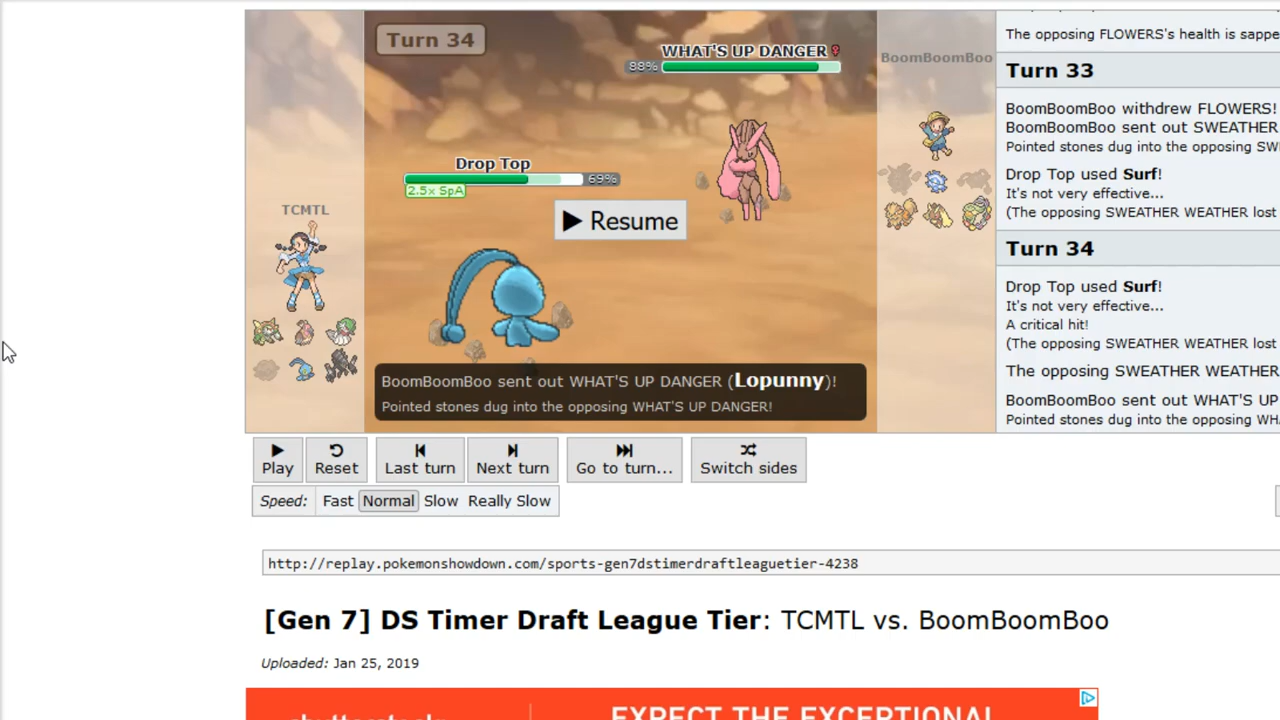 Turn 34
WHAT'S UP DANGER
88%
BoomBoomBoo
Drop Top
69%
2.5x SpA
Resume
TCMTL
BoomBoomBoo sent out WHAT'S UP DANGER (Lopunny)!
Pointed stones dug into the opposing WHAT'S UP DANGER!
The opposing FLOWERS's health is sappe
Turn 33
BoomBoomBoo withdrew FLOWERS!
BoomBoomBoo sent out SWEATHER
Pointed stones dug into the opposing SW
Drop Top used Surf!
It's not very effective...
(The opposing SWEATHER WEATHER lost
Turn 34
Drop Top used Surf!
It's not very effective...
A critical hit!
(The opposing SWEATHER WEATHER lost
The opposing SWEATHER WEATHER
BoomBoomBoo sent out WHAT'S UP
Pointed stones dug into the opposing WH
Play
Reset
Last turn
Next turn
Go to turn...
Switch sides
Speed: Fast Normal Slow Really Slow
http://replay.pokemonshowdown.com/sports-gen7dstimerdraftleaguetier-4238
[Gen 7] DS Timer Draft League Tier: TCMTL vs. BoomBoomBoo
Uploaded: Jan 25, 2019
shutterstock
EXPECT THE EXCEPTIONAL